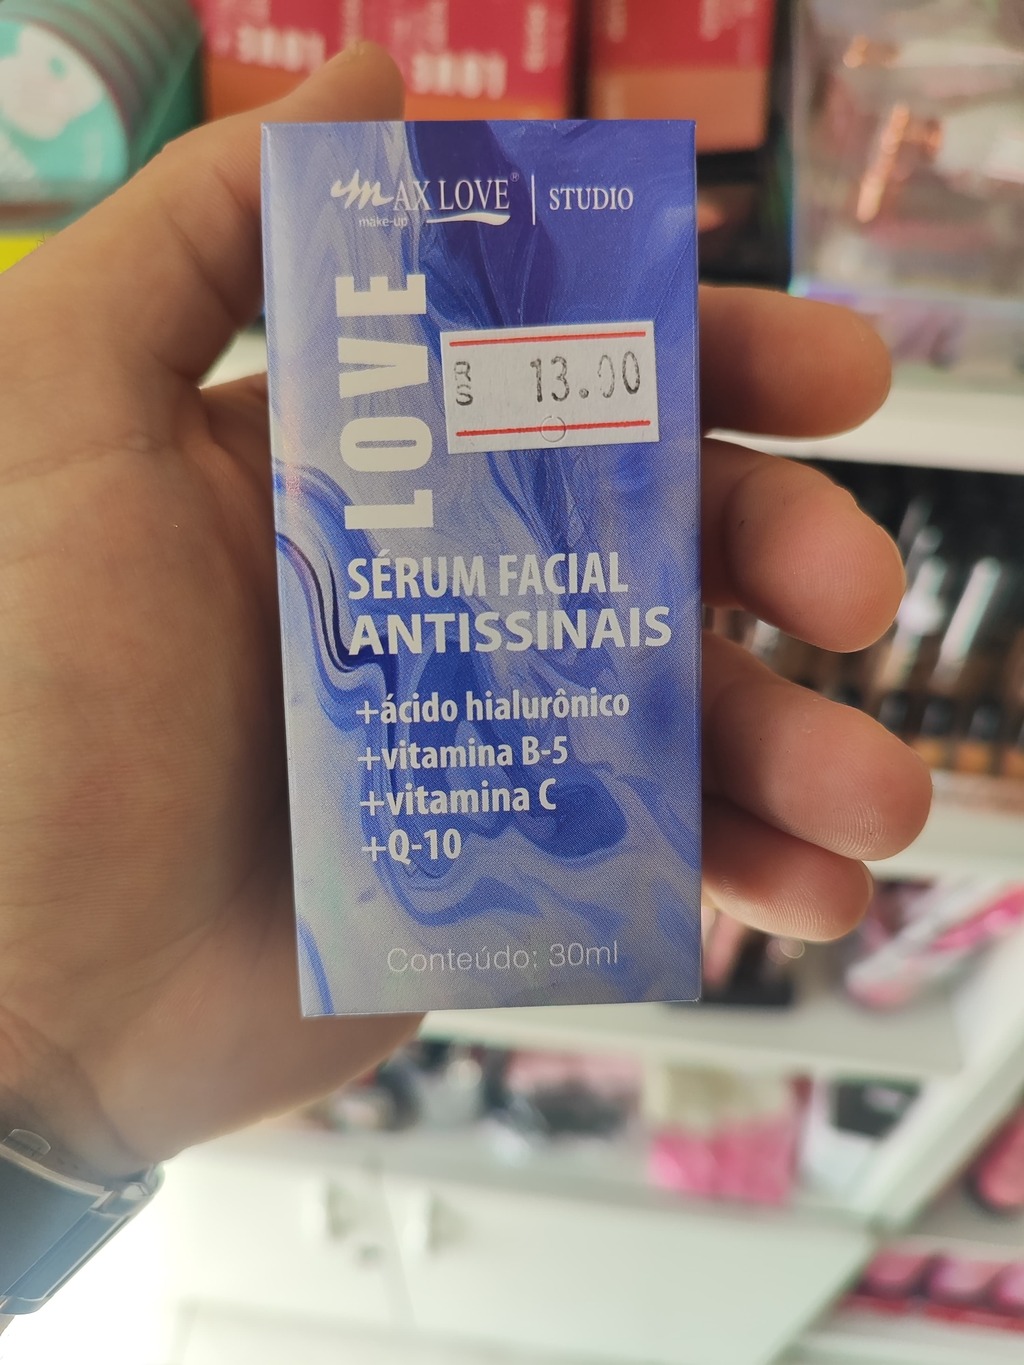 MAX LOVE® | STUDIO
make-up
LOVE
R$ 13.00
SÉRUM FACIAL
ANTISSINAIS
+ácido hialurônico
+vitamina B-5
+vitamina C
+Q-10
Conteúdo: 30ml